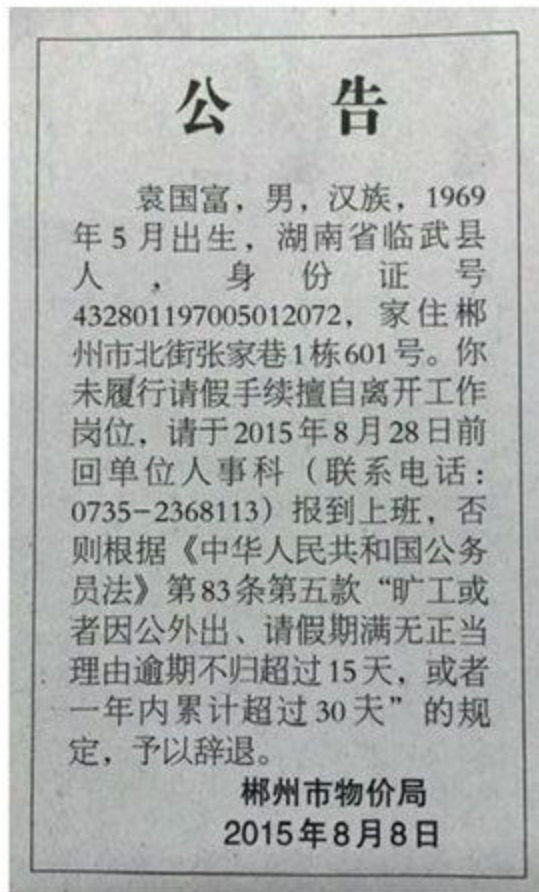 公 告
袁国富，男，汉族，1969
年5月出生，湖南省临武县
人，身份证号
432801197005012072，家住郴
州市北街张家巷1栋601号。你
未履行请假手续擅自离开工作
岗位，请于2015年8月28日前
回单位人事科（联系电话：
0735-2368113）报到上班，否
则根据《中华人民共和国公务
员法》第83条第五款“旷工或
者因公外出、请假期满无正当
理由逾期不归超过15天，或者
一年内累计超过30天”的规
定，予以辞退。
郴州市物价局
2015年8月8日